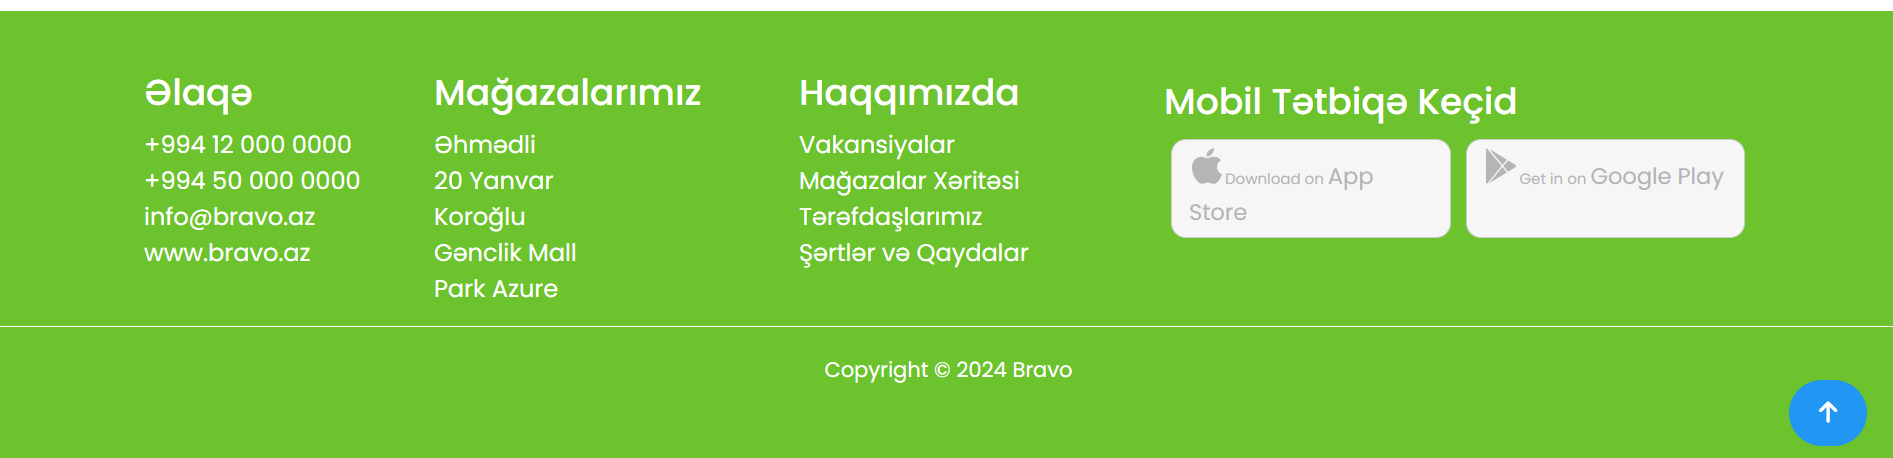 Əlaqə
+994 12 000 0000
+994 50 000 0000
info@bravo.az
www.bravo.az
Mağazalarımız
Əhmədli
20 Yanvar
Koroğlu
Gənclik Mall
Park Azure
Haqqımızda
Vakansiyalar
Mağazalar Xəritəsi
Tərəfdaşlarımız
Şərtlər və Qaydalar
Mobil Tətbiqə Keçid
Download on App
Store
Get in on Google Play
Copyright © 2024 Bravo